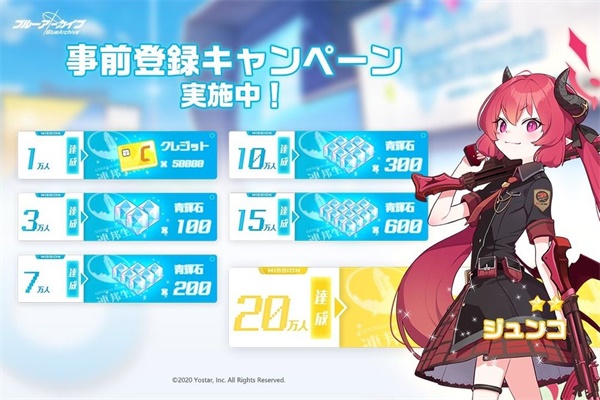 ブルーアーカイブ
BlueArchive
事前登録キャンペーン
実施中！
MISSION
1万人 達成
クレジット
× 50000
MISSION
3万人 達成
青輝石
× 100
MISSION
7万人 達成
青輝石
× 200
MISSION
10万人 達成
青輝石
× 300
MISSION
15万人 達成
青輝石
× 600
MISSION
20万人 達成
ジュンコ
©2020 Yostar, Inc. All Rights Reserved.